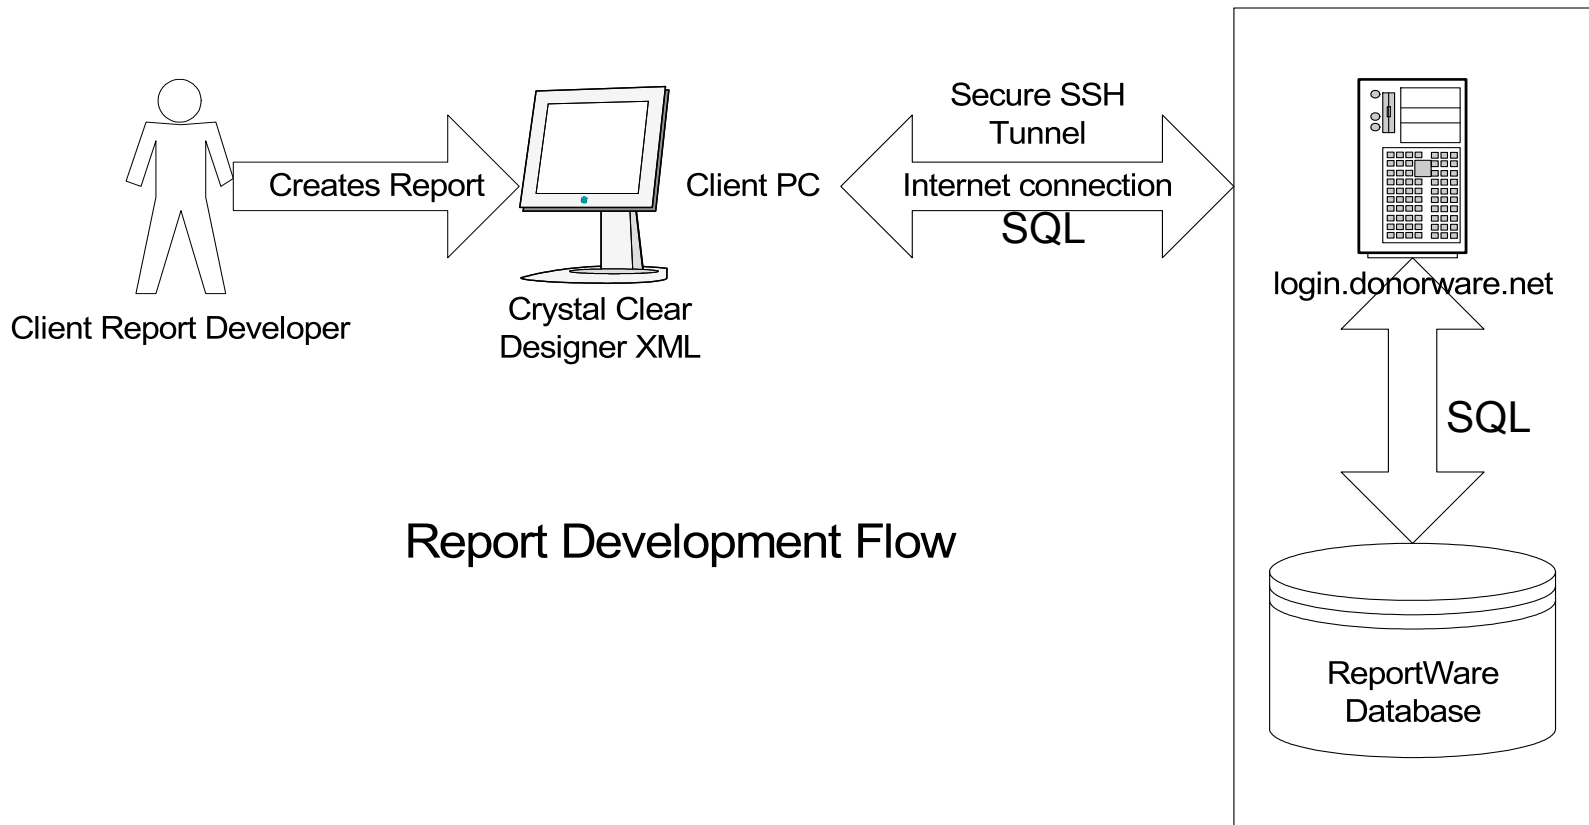 Client Report Developer
Creates Report
Client PC
Crystal Clear
Designer XML
Secure SSH
Tunnel
Internet connection
SQL
login.donorware.net
SQL
ReportWare
Database
Report Development Flow